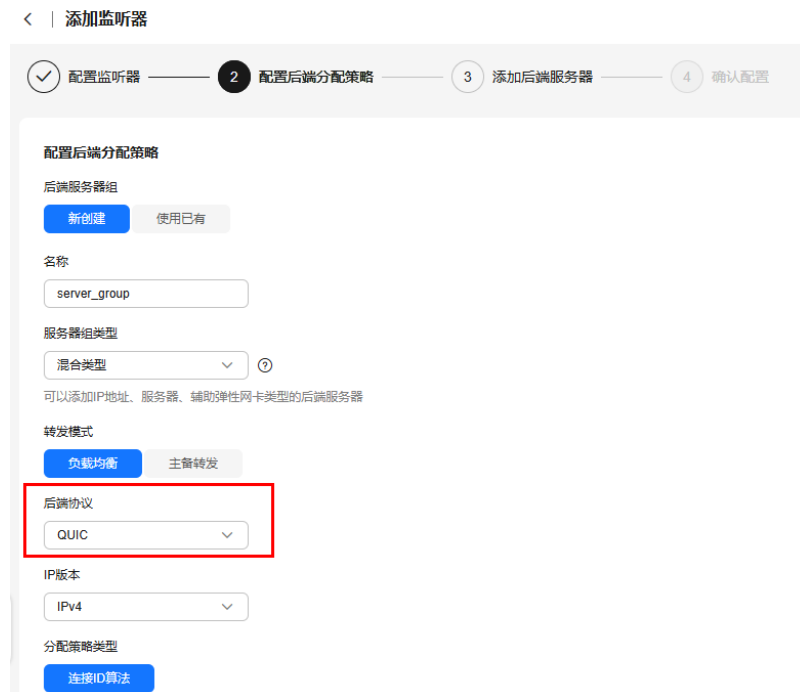 添加监听器
配置监听器 2 配置后端分配策略 3 添加后端服务器 4 确认配置
配置后端分配策略
后端服务器组
新创建 使用已有
名称
server_group
服务器组类型
混合类型 ?
可以添加IP地址、服务器、辅助弹性网卡类型的后端服务器
转发模式
负载均衡 主备转发
后端协议
QUIC
IP版本
IPv4
分配策略类型
连接ID算法